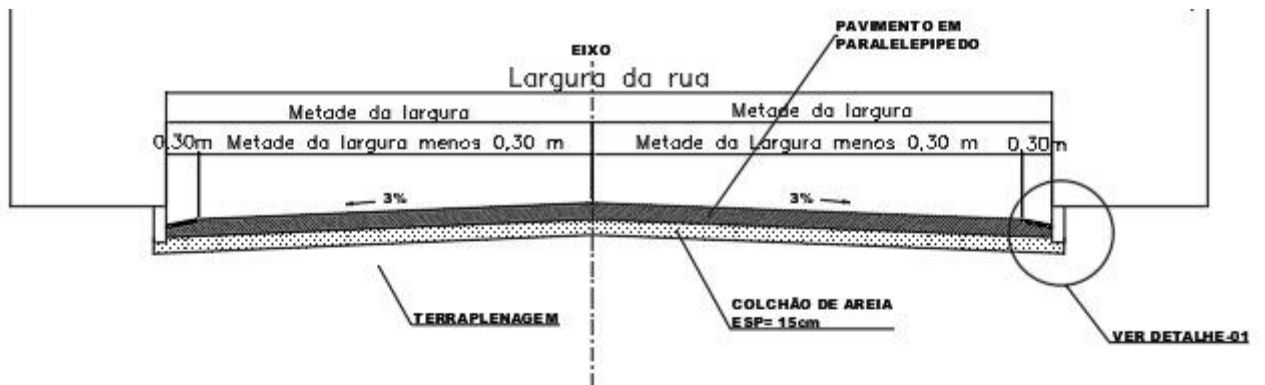 PAVIMENTO EM
PARALELEPIPEDO
EIXO
Largura da rua
Metade da largura
Metade da largura
0,30m
Metade da largura menos 0,30 m
Metade da Largura menos 0,30 m
0,30m
3%
3%
TERRAPLENAGEM
COLCHÃO DE AREIA
ESP= 15cm
VER DETALHE-01